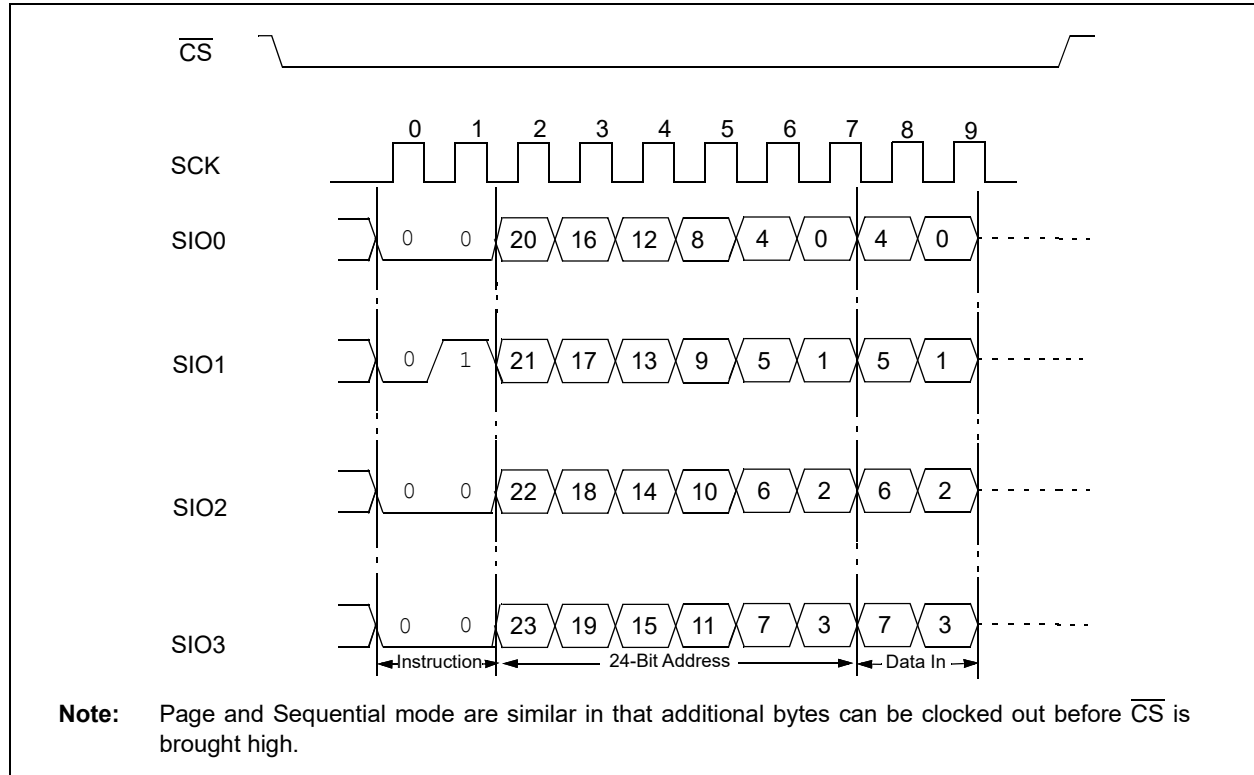 CS
0 1 2 3 4 5 6 7 8 9
SCK
SIO0 0 0 20 16 12 8 4 0 4 0
SIO1 0 1 21 17 13 9 5 1 5 1
SIO2 0 0 22 18 14 10 6 2 6 2
SIO3 0 0 23 19 15 11 7 3 7 3
Instruction 24-Bit Address Data In
Note: Page and Sequential mode are similar in that additional bytes can be clocked out before CS is
brought high.